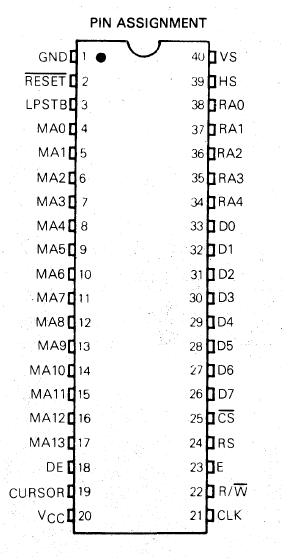 PIN ASSIGNMENT
GND 1 40 VS
RESET 2 39 HS
LPSTB 3 38 RA0
MA0 4 37 RA1
MA1 5 36 RA2
MA2 6 35 RA3
MA3 7 34 RA4
MA4 8 33 D0
MA5 9 32 D1
MA6 10 31 D2
MA7 11 30 D3
MA8 12 29 D4
MA9 13 28 D5
MA10 14 27 D6
MA11 15 26 D7
MA12 16 25 CS
MA13 17 24 RS
DE 18 23 E
CURSOR 19 22 R/W
VCC 20 21 CLK